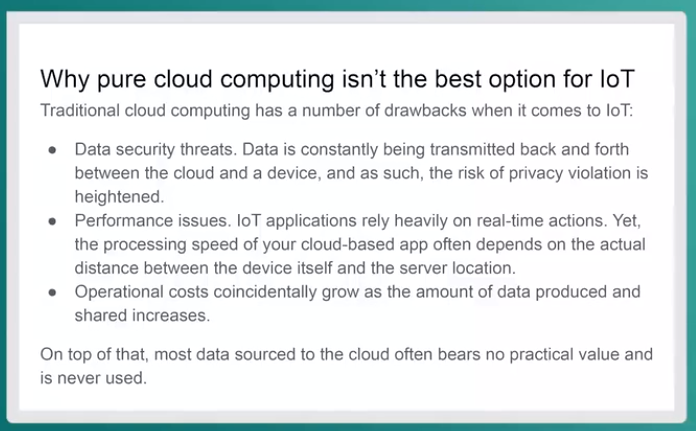 Why pure cloud computing isn't the best option for IoT
Traditional cloud computing has a number of drawbacks when it comes to IoT:
● Data security threats. Data is constantly being transmitted back and forth
between the cloud and a device, and as such, the risk of privacy violation is
heightened.
● Performance issues. IoT applications rely heavily on real-time actions. Yet,
the processing speed of your cloud-based app often depends on the actual
distance between the device itself and the server location.
● Operational costs coincidentally grow as the amount of data produced and
shared increases.
On top of that, most data sourced to the cloud often bears no practical value and
is never used.